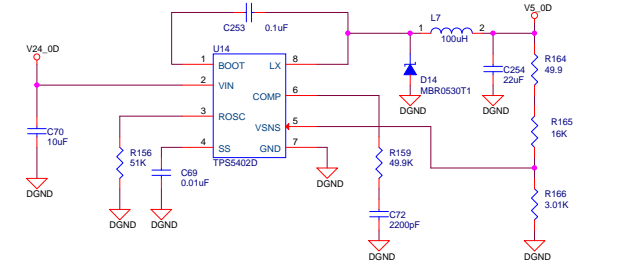 V5_0D
C253
0.1uF
L7
1
2
100uH
V24_0D
U14
1
BOOT
LX
8
2
VIN
COMP
6
3
ROSC
VSNS
5
4
SS
GND
7
TPS5402D
D14
MBR0530T1
DGND
C254
22uF
DGND
R164
49.9
R165
16K
R166
3.01K
DGND
C70
10uF
DGND
R156
51K
DGND
C69
0.01uF
DGND
DGND
R159
49.9K
C72
2200pF
DGND